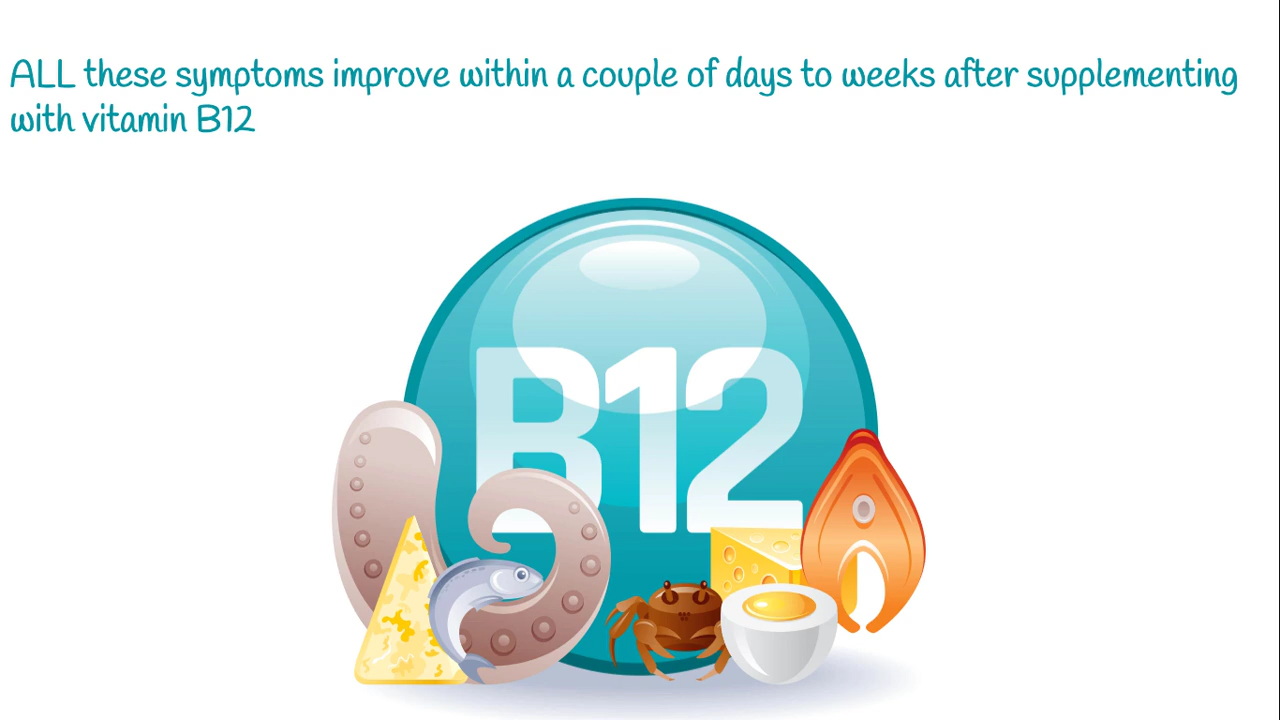 ALL these symptoms improve within a couple of days to weeks after supplementing
with vitamin B12
B12